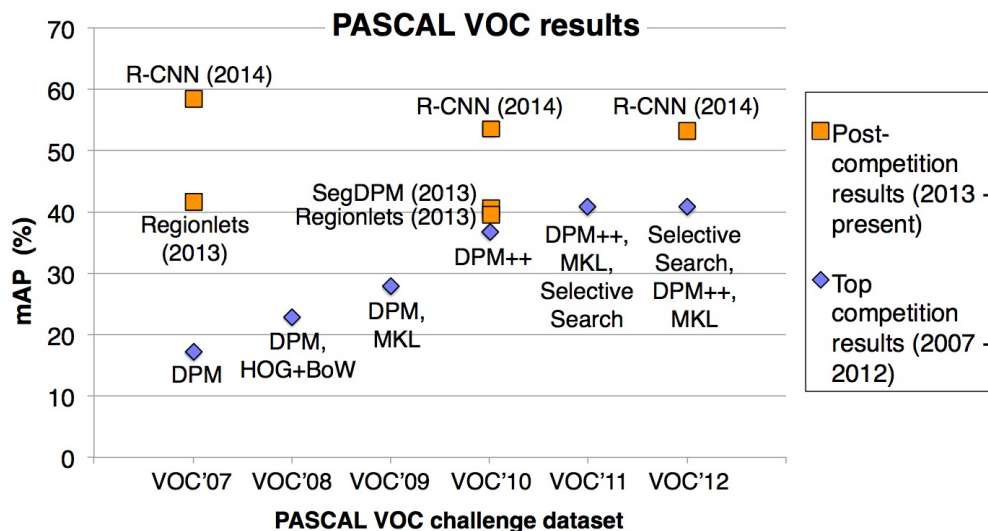 PASCAL VOC results
70
60
50
40
30
20
10
0
mAP (%)
R-CNN (2014)
Regionlets
(2013)
DPM
DPM,
HOG+BoW
DPM,
MKL
R-CNN (2014)
SegDPM (2013)
Regionlets (2013)
DPM++
DPM++,
MKL,
Selective
Search
R-CNN (2014)
Selective
Search,
DPM++,
MKL
VOC’07 VOC’08 VOC’09 VOC’10 VOC’11 VOC’12
PASCAL VOC challenge dataset
Post-
competition
results (2013 -
present)
Top
competition
results (2007 -
2012)